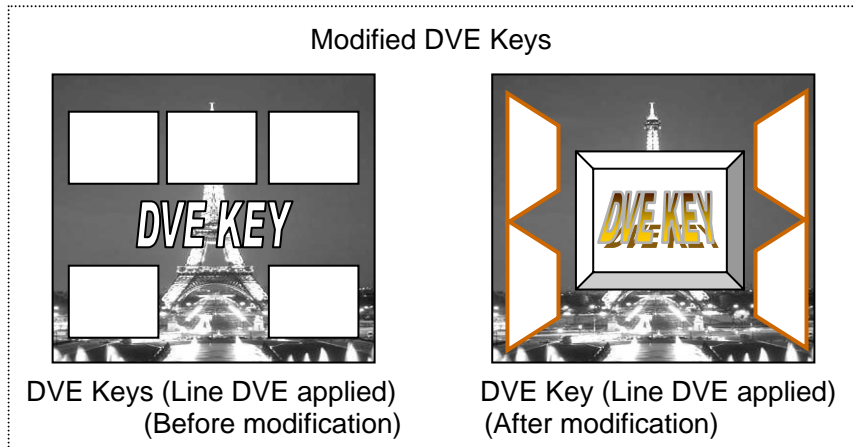 Modified DVE Keys
DVE KEY
DVE KEY
DVE Keys (Line DVE applied)
(Before modification)
DVE Key (Line DVE applied)
(After modification)